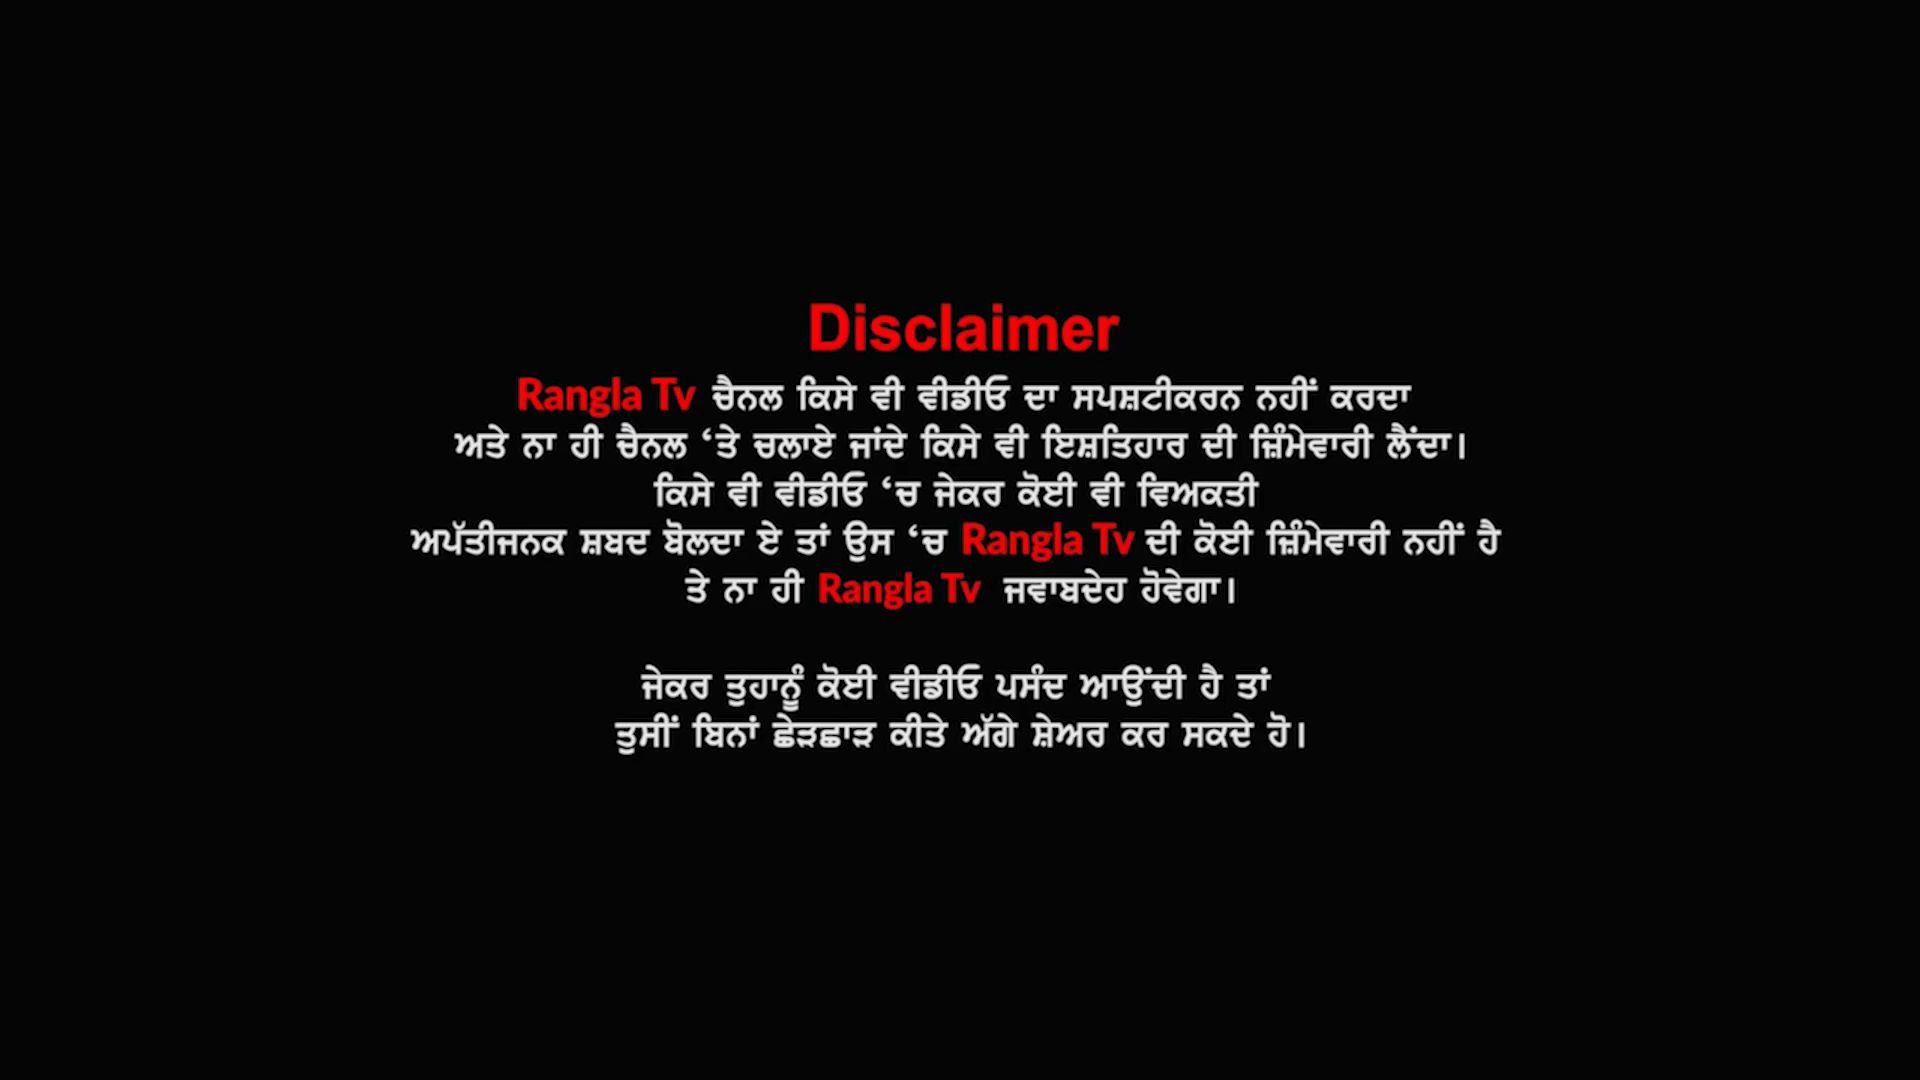 Disclaimer
Rangla Tv ਚੈਨਲ ਕਿਸੇ ਵੀ ਵੀਡੀਓ ਦਾ ਸਪਸ਼ਟੀਕਰਨ ਨਹੀਂ ਕਰਦਾ
ਅਤੇ ਨਾ ਹੀ ਚੈਨਲ ‘ਤੇ ਚਲਾਏ ਜਾਂਦੇ ਕਿਸੇ ਵੀ ਇਸ਼ਤਿਹਾਰ ਦੀ ਜ਼ਿੰਮੇਵਾਰੀ ਲੈਂਦਾ।
ਕਿਸੇ ਵੀ ਵੀਡੀਓ ‘ਚ ਜੇਕਰ ਕੋਈ ਵੀ ਵਿਅਕਤੀ
ਅਪੱਤੀਜਨਕ ਸ਼ਬਦ ਬੋਲਦਾ ਏ ਤਾਂ ਉਸ ‘ਚ Rangla Tv ਦੀ ਕੋਈ ਜ਼ਿੰਮੇਵਾਰੀ ਨਹੀਂ ਹੈ
ਤੇ ਨਾ ਹੀ Rangla Tv ਜਵਾਬਦੇਹ ਹੋਵੇਗਾ।
ਜੇਕਰ ਤੁਹਾਨੂੰ ਕੋਈ ਵੀਡੀਓ ਪਸੰਦ ਆਉਂਦੀ ਹੈ ਤਾਂ
ਤੁਸੀਂ ਬਿਨਾਂ ਛੇੜਛਾੜ ਕੀਤੇ ਅੱਗੇ ਸ਼ੇਅਰ ਕਰ ਸਕਦੇ ਹੋ।